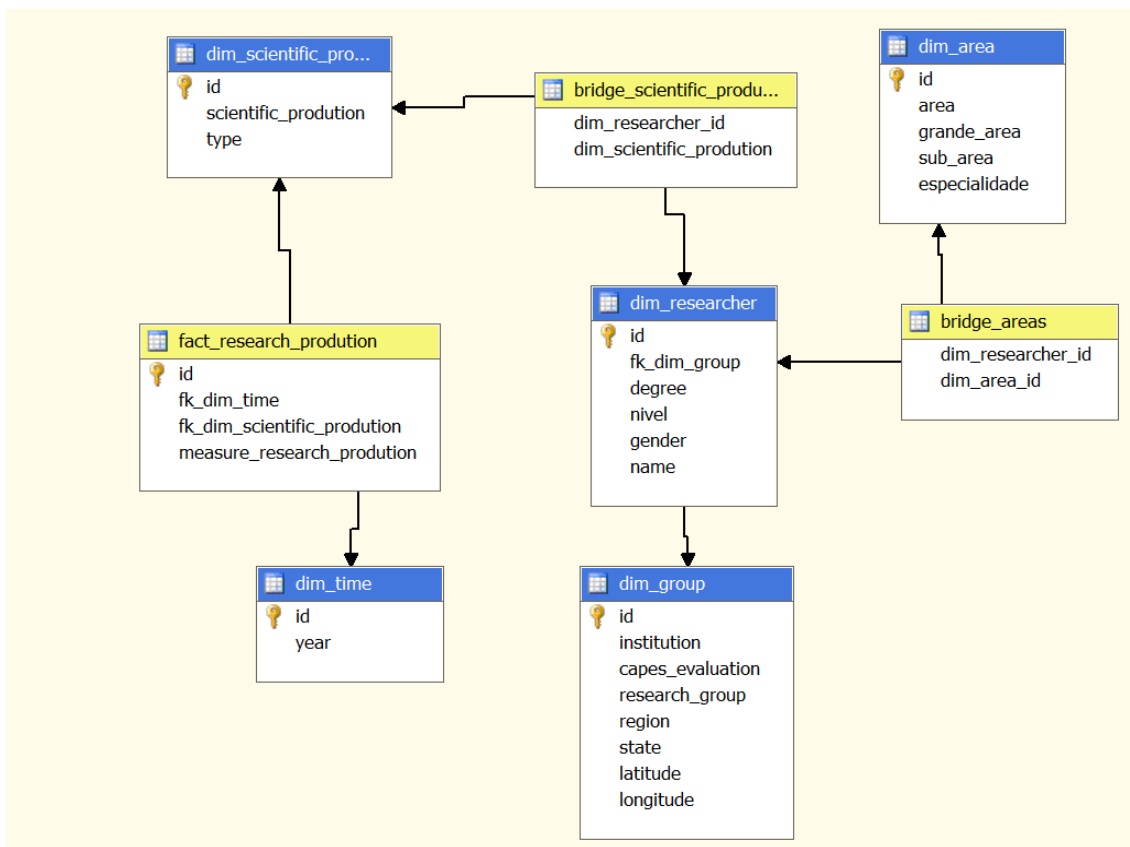 dim_scientific_pro...
id
scientific_prodution
type
bridge_scientific_produ...
dim_researcher_id
dim_scientific_prodution
dim_area
id
area
grande_area
sub_area
especialidade
fact_research_prodution
id
fk_dim_time
fk_dim_scientific_prodution
measure_research_prodution
dim_researcher
id
fk_dim_group
degree
nivel
gender
name
bridge_areas
dim_researcher_id
dim_area_id
dim_time
id
year
dim_group
id
institution
capes_evaluation
research_group
region
state
latitude
longitude